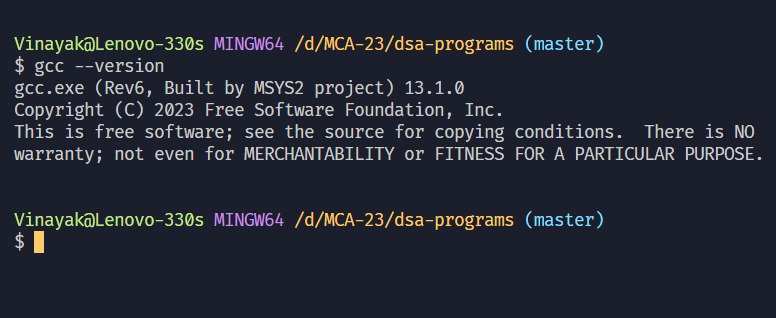 Vinayak@Lenovo-330s MINGW64 /d/MCA-23/dsa-programs (master)
$ gcc --version
gcc.exe (Rev6, Built by MSYS2 project) 13.1.0
Copyright (C) 2023 Free Software Foundation, Inc.
This is free software; see the source for copying conditions.  There is NO
warranty; not even for MERCHANTABILITY or FITNESS FOR A PARTICULAR PURPOSE.
Vinayak@Lenovo-330s MINGW64 /d/MCA-23/dsa-programs (master)
$